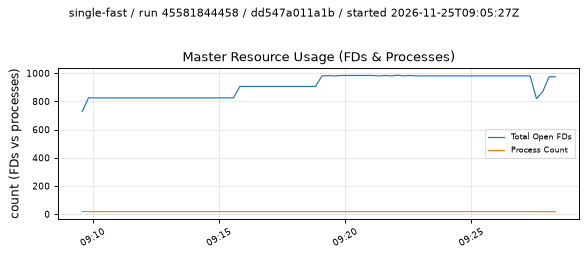 single-fast / run 45581844458 / dd547a011a1b / started 2026-11-25T09:05:27Z
Master Resource Usage (FDs & Processes)
count (FDs vs processes)
1000
800
600
400
200
0
Total Open FDs
Process Count
09:10
09:15
09:20
09:25